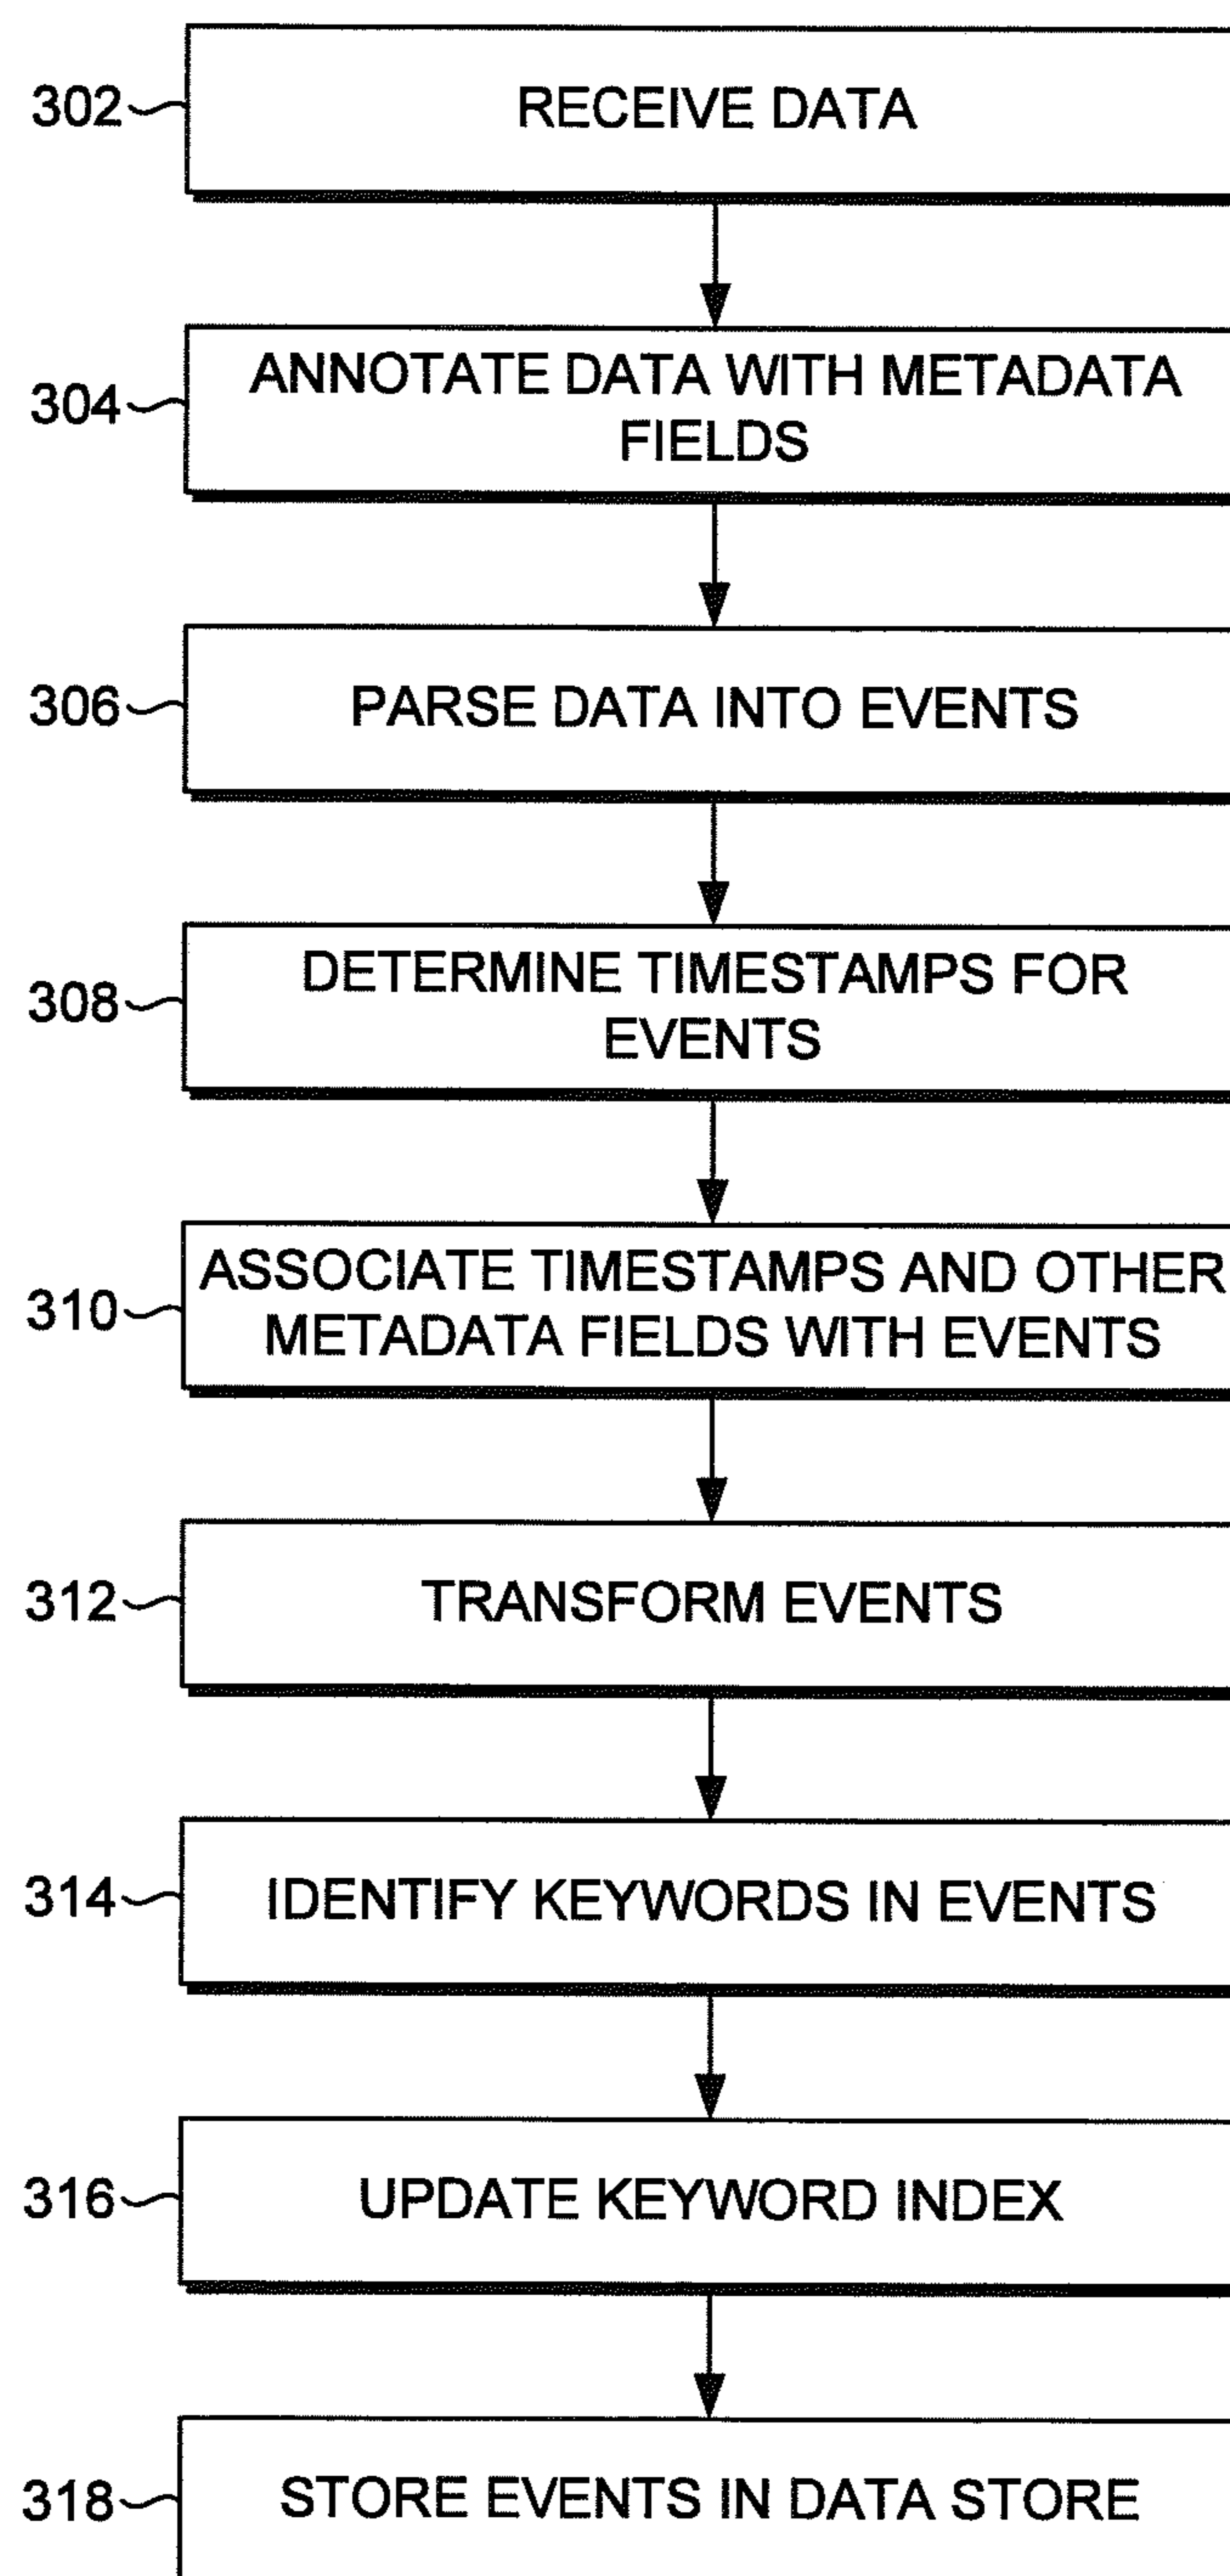 302
RECEIVE DATA
304
ANNOTATE DATA WITH METADATA
FIELDS
306
PARSE DATA INTO EVENTS
308
DETERMINE TIMESTAMPS FOR
EVENTS
310
ASSOCIATE TIMESTAMPS AND OTHER
METADATA FIELDS WITH EVENTS
312
TRANSFORM EVENTS
314
IDENTIFY KEYWORDS IN EVENTS
316
UPDATE KEYWORD INDEX
318
STORE EVENTS IN DATA STORE